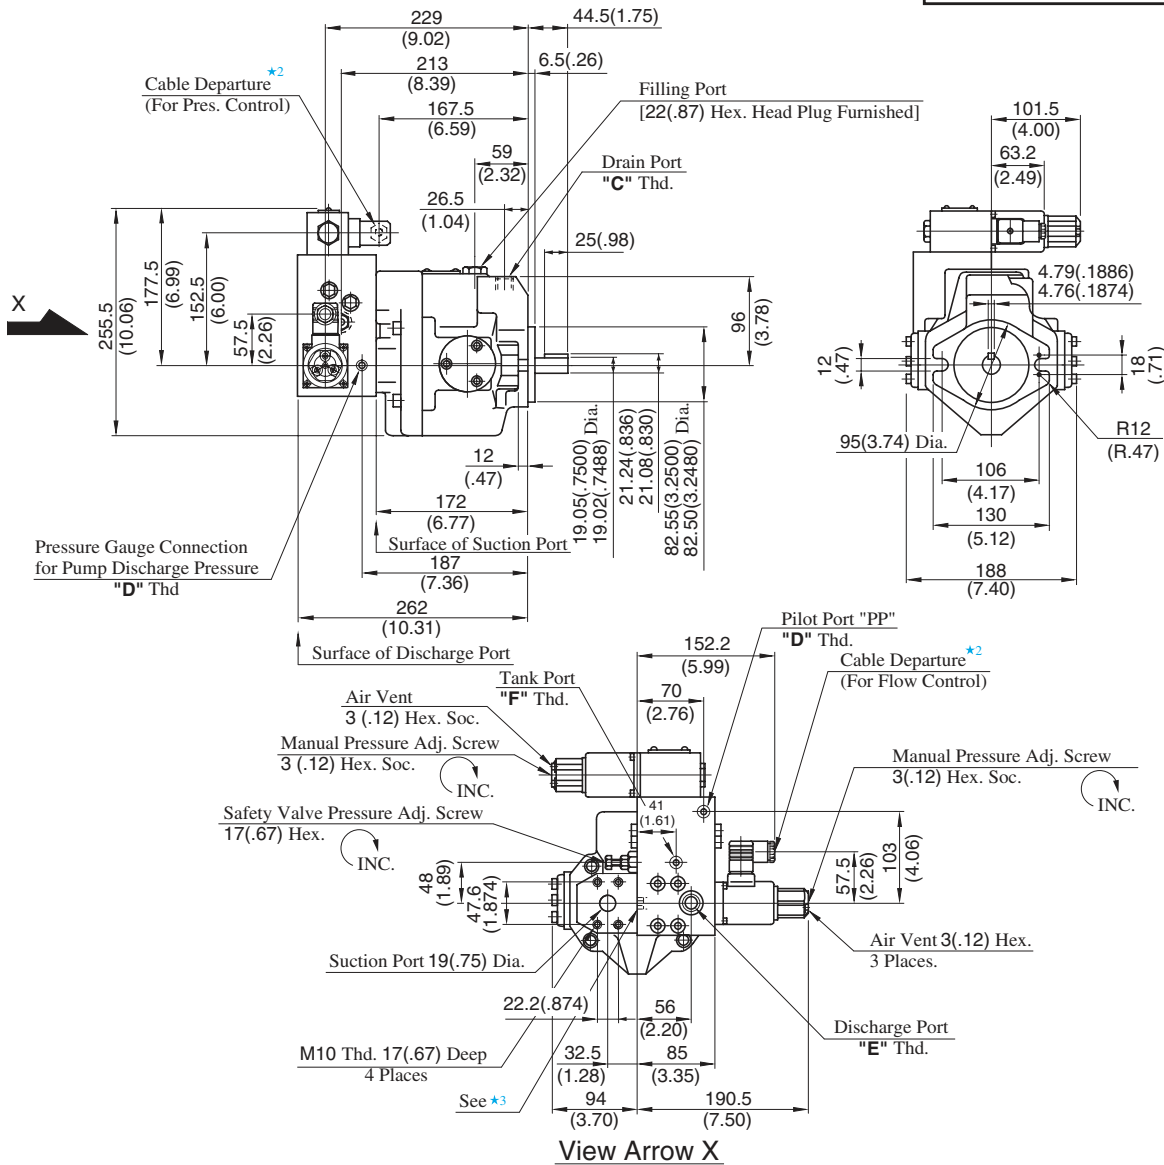 229
(9.02)
44.5(1.75)
213
(8.39)
6.5(.26)
Cable Departure★2
(For Pres. Control)
167.5
(6.59)
Filling Port
[22(.87) Hex. Head Plug Furnished]
59
(2.32)
Drain Port
"C" Thd.
26.5
(1.04)
25(.98)
101.5
(4.00)
63.2
(2.49)
X
255.5
(10.06)
177.5
(6.99)
152.5
(6.00)
57.5
(2.26)
96
(3.78)
4.79(.1886)
4.76(.1874)
12
(.47)
18
(.71)
95(3.74) Dia.
R12
(R.47)
106
(4.17)
130
(5.12)
188
(7.40)
12
(.47)
19.05(.7500) Dia.
19.02(.7488)
21.24(.836)
21.08(.830)
82.55(3.2500) Dia.
82.50(3.2480)
172
(6.77)
Surface of Suction Port
Pressure Gauge Connection
for Pump Discharge Pressure
"D" Thd
187
(7.36)
262
(10.31)
Surface of Discharge Port
Pilot Port "PP"
"D" Thd.
152.2
(5.99)
Cable Departure★2
(For Flow Control)
Tank Port
"F" Thd.
70
(2.76)
Air Vent
3 (.12) Hex. Soc.
Manual Pressure Adj. Screw
3 (.12) Hex. Soc.
INC.
Manual Pressure Adj. Screw
3(.12) Hex. Soc.
INC.
Safety Valve Pressure Adj. Screw
17(.67) Hex.
INC.
41
(1.61)
48
(1.89)
47.6
(1.874)
57.5
(2.26)
103
(4.06)
Suction Port 19(.75) Dia.
Air Vent 3(.12) Hex.
3 Places.
22.2(.874)
56
(2.20)
Discharge Port
"E" Thd.
M10 Thd. 17(.67) Deep
4 Places
32.5
(1.28)
85
(3.35)
See ★3
94
(3.70)
190.5
(7.50)
View Arrow X